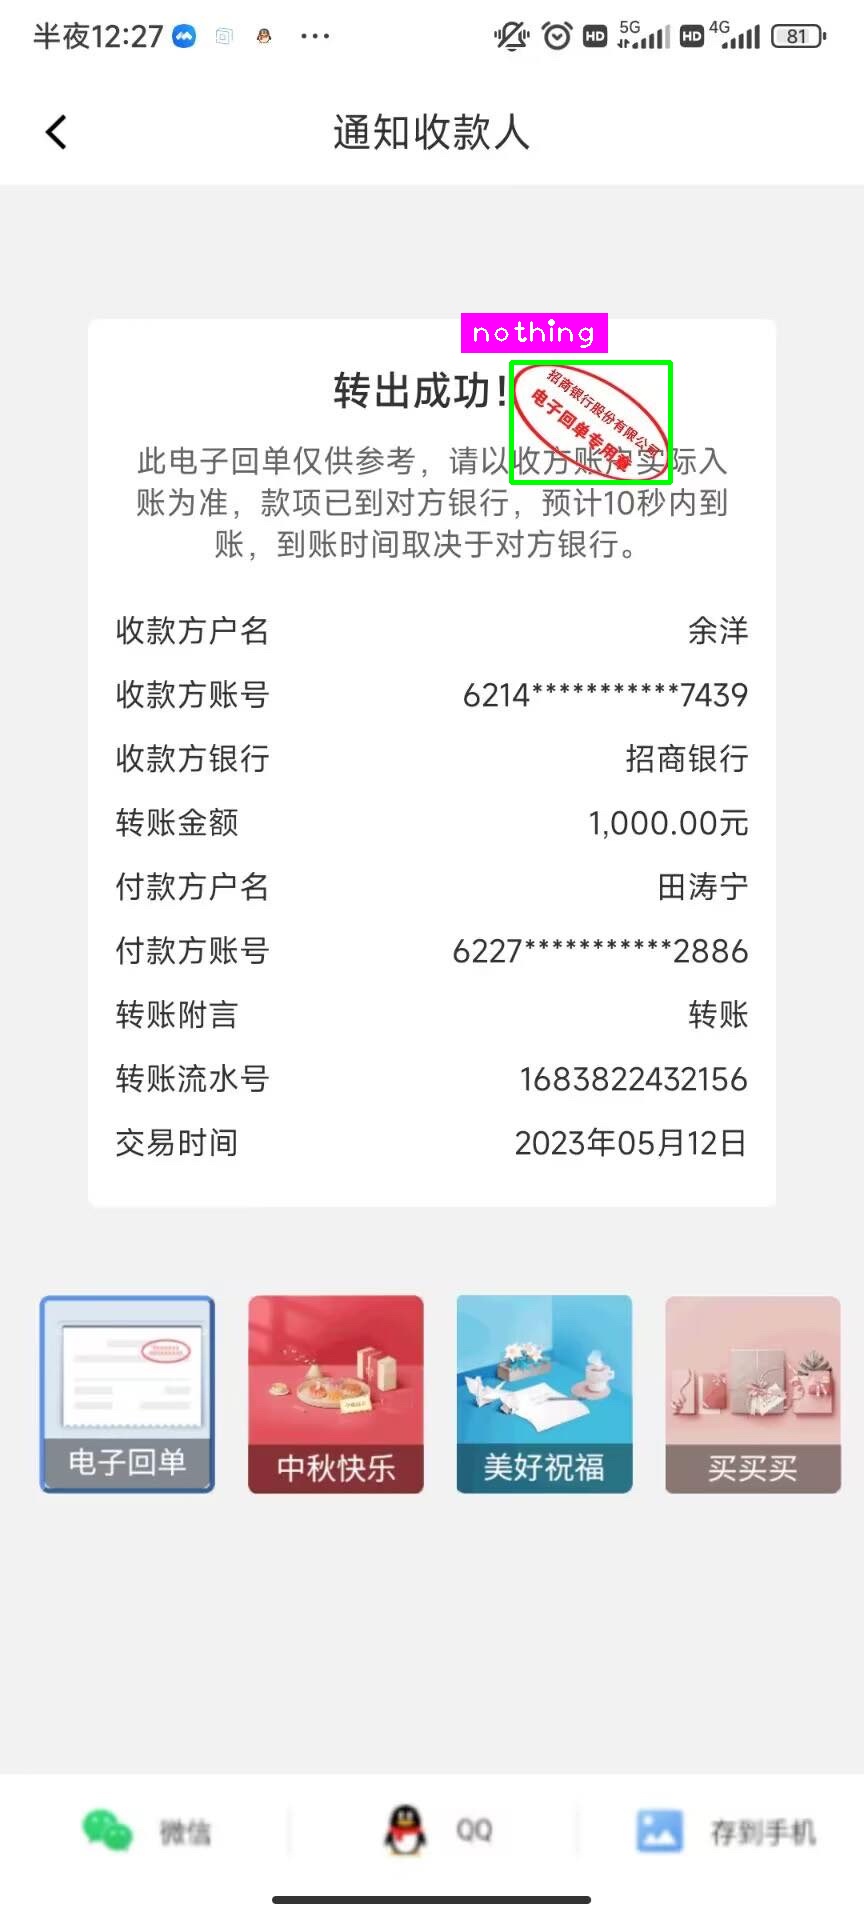 半夜12:27
HD 5G HD 4G 81
通知收款人
nothing
转出成功!
招商银行股份有限公司
电子回单专用章
此电子回单仅供参考，请以收方账户实际入
账为准，款项已到对方银行，预计10秒内到
账，到账时间取决于对方银行。
收款方户名 余洋
收款方账号 6214***********7439
收款方银行 招商银行
转账金额 1,000.00元
付款方户名 田涛宁
付款方账号 6227***********2886
转账附言 转账
转账流水号 1683822432156
交易时间 2023年05月12日
电子回单 中秋快乐 美好祝福 买买买
微信 QQ 存到手机